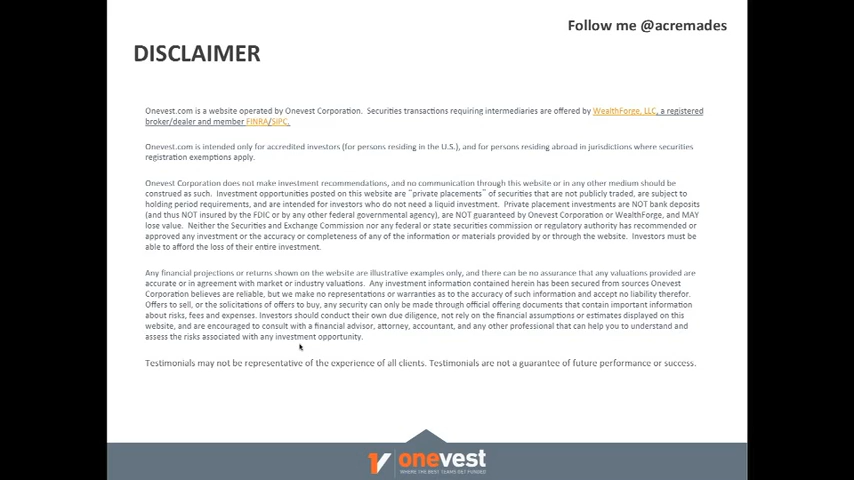 Follow me @acremades
DISCLAIMER
Onevest.com is a website operated by Onevest Corporation.  Securities transactions requiring intermediaries are offered by WealthForge, LLC, a registered
broker/dealer and member FINRA/SIPC.
Onevest.com is intended only for accredited investors (for persons residing in the U.S.), and for persons residing abroad in jurisdictions where securities
registration exemptions apply.
Onevest Corporation does not make investment recommendations, and no communication through this website or in any other medium should be
construed as such.  Investment opportunities posted on this website are "private placements" of securities that are not publicly traded, are subject to
holding period requirements, and are intended for investors who do not need a liquid investment.  Private placement investments are NOT bank deposits
(and thus NOT insured by the FDIC or by any other federal governmental agency), are NOT guaranteed by Onevest Corporation or WealthForge, and MAY
lose value.  Neither the Securities and Exchange Commission nor any federal or state securities commission or regulatory authority has recommended or
approved any investment or the accuracy or completeness of any of the information or materials provided by or through the website.  Investors must be
able to afford the loss of their entire investment.
Any financial projections or returns shown on the website are illustrative examples only, and there can be no assurance that any valuations provided are
accurate or in agreement with market or industry valuations.  Any investment information contained herein has been secured from sources Onevest
Corporation believes are reliable, but we make no representations or warranties as to the accuracy of such information and accept no liability therefor.
Offers to sell, or the solicitations of offers to buy, any security can only be made through official offering documents that contain important information
about risks, fees and expenses.  Investors should conduct their own due diligence, not rely on the financial assumptions or estimates displayed on this
website, and are encouraged to consult with a financial advisor, attorney, accountant, and any other professional that can help you to understand and
assess the risks associated with any investment opportunity.
Testimonials may not be representative of the experience of all clients. Testimonials are not a guarantee of future performance or success.
onevest
WHERE THE BEST TEAMS GET FUNDED